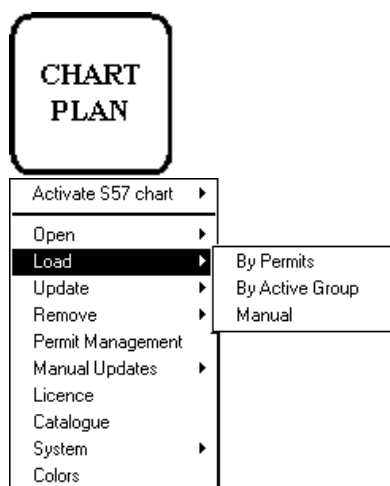 CHART
PLAN
Activate S57 chart
Open
Load
By Permits
Update
By Active Group
Remove
Manual
Permit Management
Manual Updates
Licence
Catalogue
System
Colors